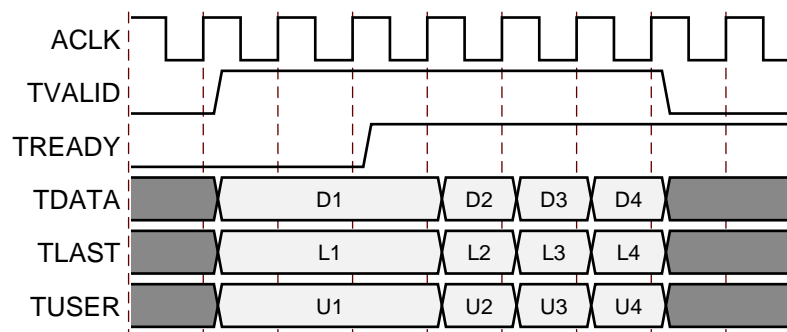 ACLK
TVALID
TREADY
TDATA D1 D2 D3 D4
TLAST L1 L2 L3 L4
TUSER U1 U2 U3 U4